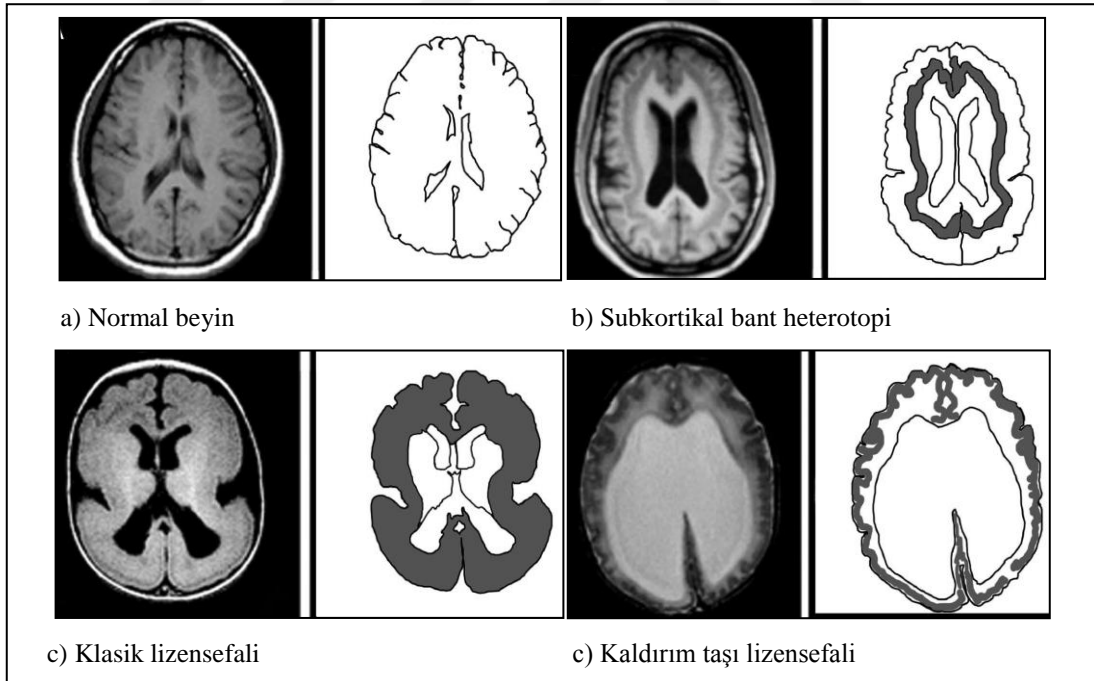 A
a) Normal beyin
b) Subkortikal bant heterotopi
c) Klasik lizensefali
c) Kaldırım taşı lizensefali